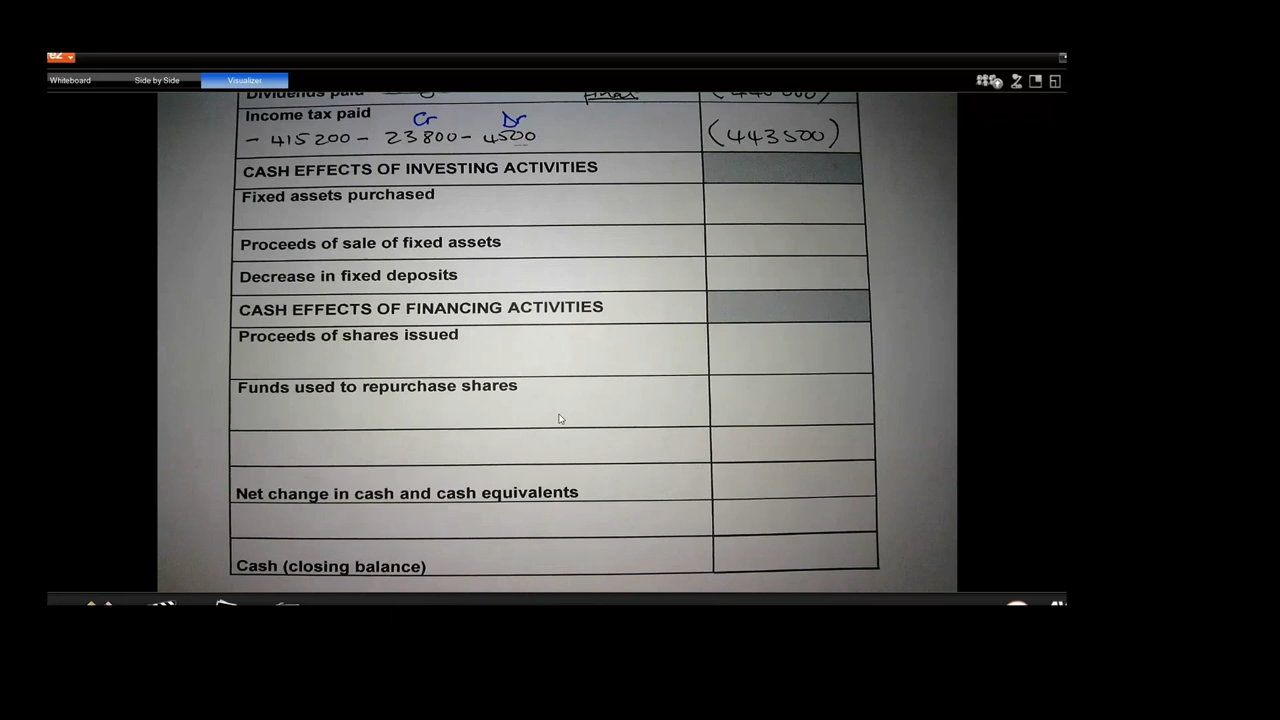 Whiteboard Side by Side Visualizer
Dividends paid
Income tax paid
Cr Dr
- 415200 - 23800 - 4500 (443500)
CASH EFFECTS OF INVESTING ACTIVITIES
Fixed assets purchased
Proceeds of sale of fixed assets
Decrease in fixed deposits
CASH EFFECTS OF FINANCING ACTIVITIES
Proceeds of shares issued
Funds used to repurchase shares
Net change in cash and cash equivalents
Cash (closing balance)